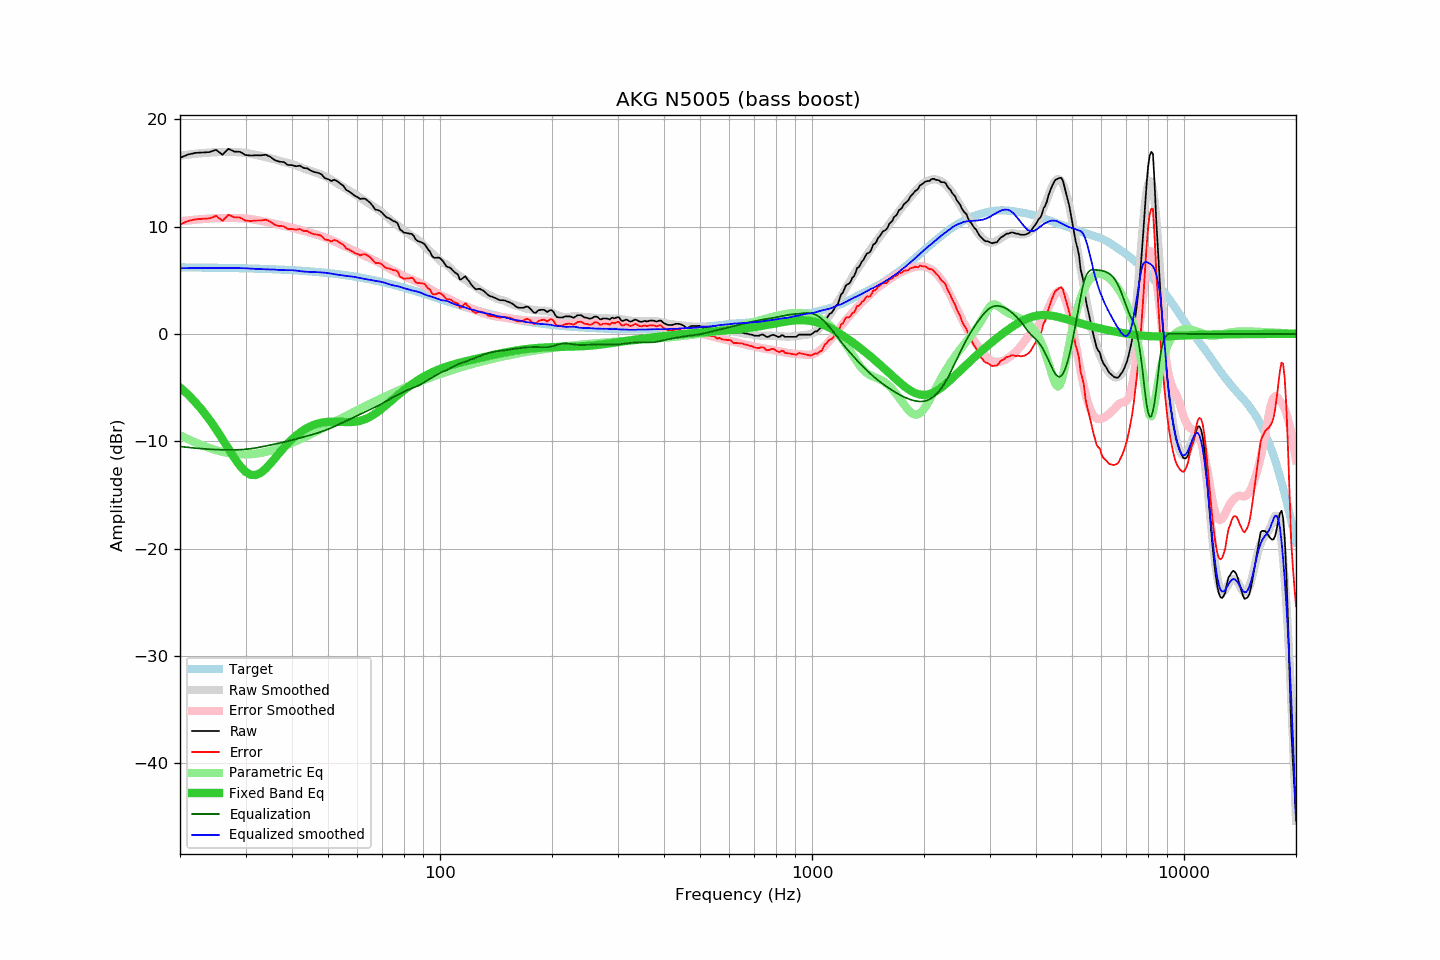 AKG N5005 (bass boost)
20
10
0
−10
−20
−30
−40
Amplitude (dBr)
Target
Raw Smoothed
Error Smoothed
Raw
Error
Parametric Eq
Fixed Band Eq
Equalization
Equalized smoothed
100
1000
10000
Frequency (Hz)